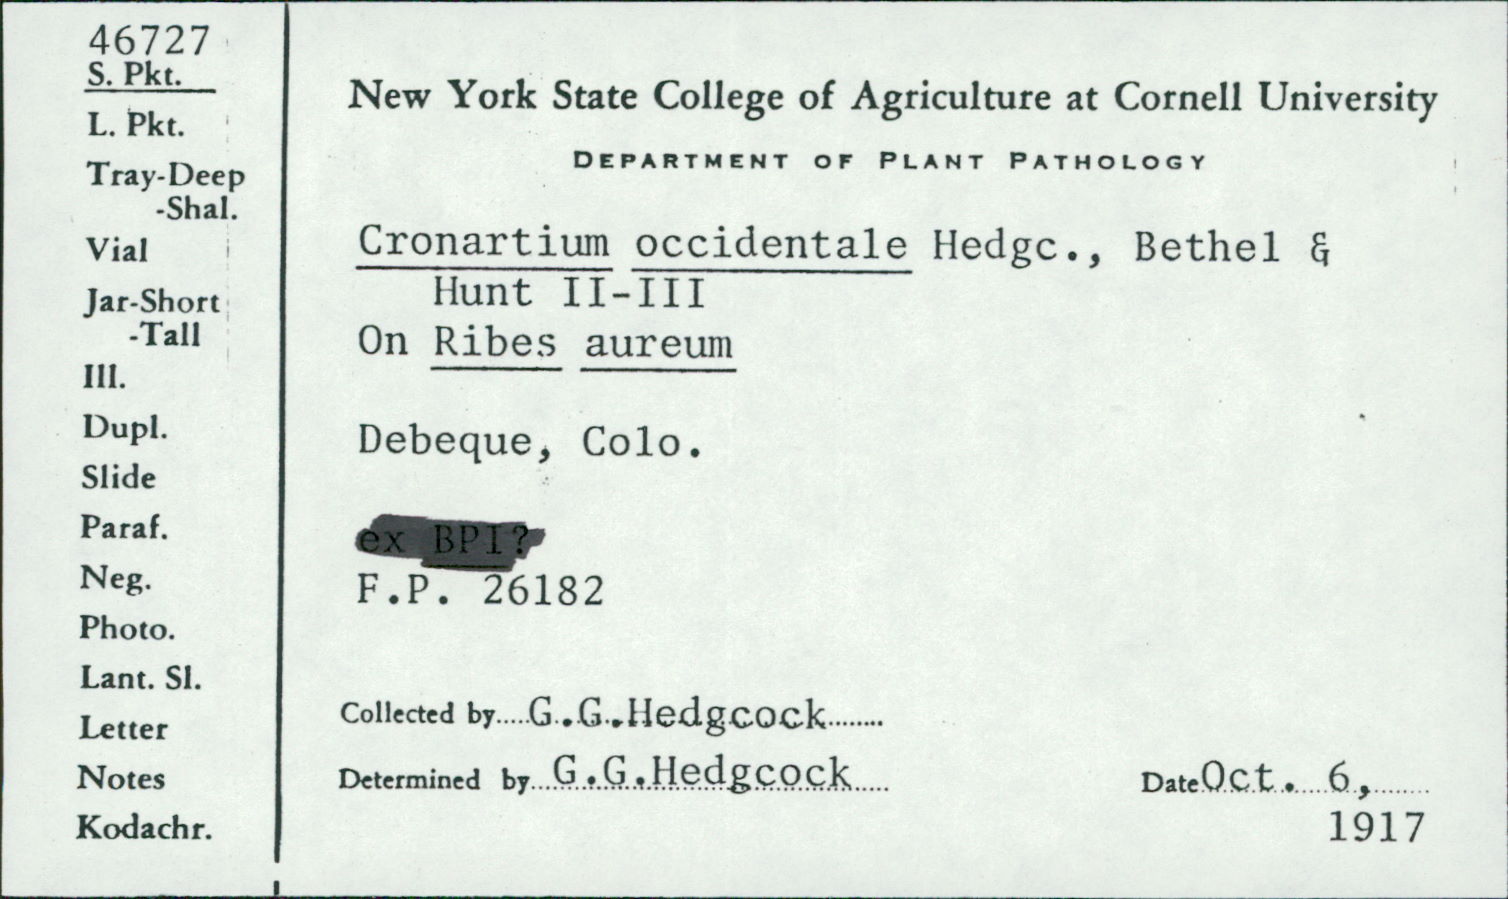 46727
S. Pkt.
L. Pkt.
Tray-Deep
-Shal.
Vial
Jar-Short
-Tall
Ill.
Dupl.
Slide
Paraf.
Neg.
Photo.
Lant. Sl.
Letter
Notes
Kodachr.
New York State College of Agriculture at Cornell University
DEPARTMENT OF PLANT PATHOLOGY
Cronartium occidentale Hedgc., Bethel &
Hunt II-III
On Ribes aureum
Debeque, Colo.
ex BPI?
F.P. 26182
Collected by.....G.G.Hedgcock........
Determined by...G.G.Hedgcock.....
Date Oct. 6,
1917